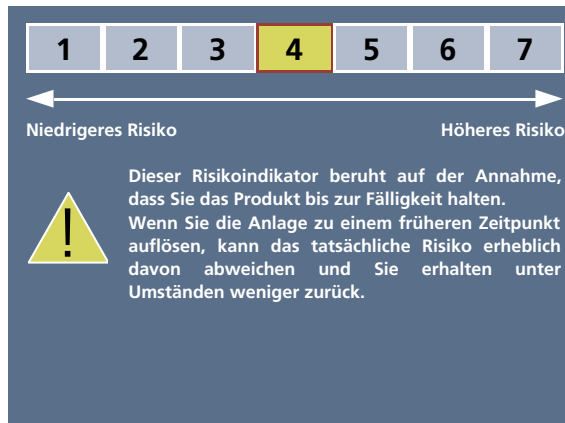 1 2 3 4 5 6 7
Niedrigeres Risiko Höheres Risiko
Dieser Risikoindikator beruht auf der Annahme,
dass Sie das Produkt bis zur Fälligkeit halten.
Wenn Sie die Anlage zu einem früheren Zeitpunkt
auflösen, kann das tatsächliche Risiko erheblich
davon abweichen und Sie erhalten unter
Umständen weniger zurück.
!